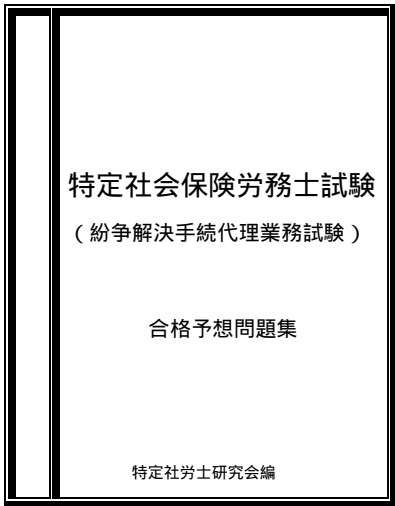 特定社会保険労務士試験
（紛争解決手続代理業務試験）
合格予想問題集
特定社労士研究会編